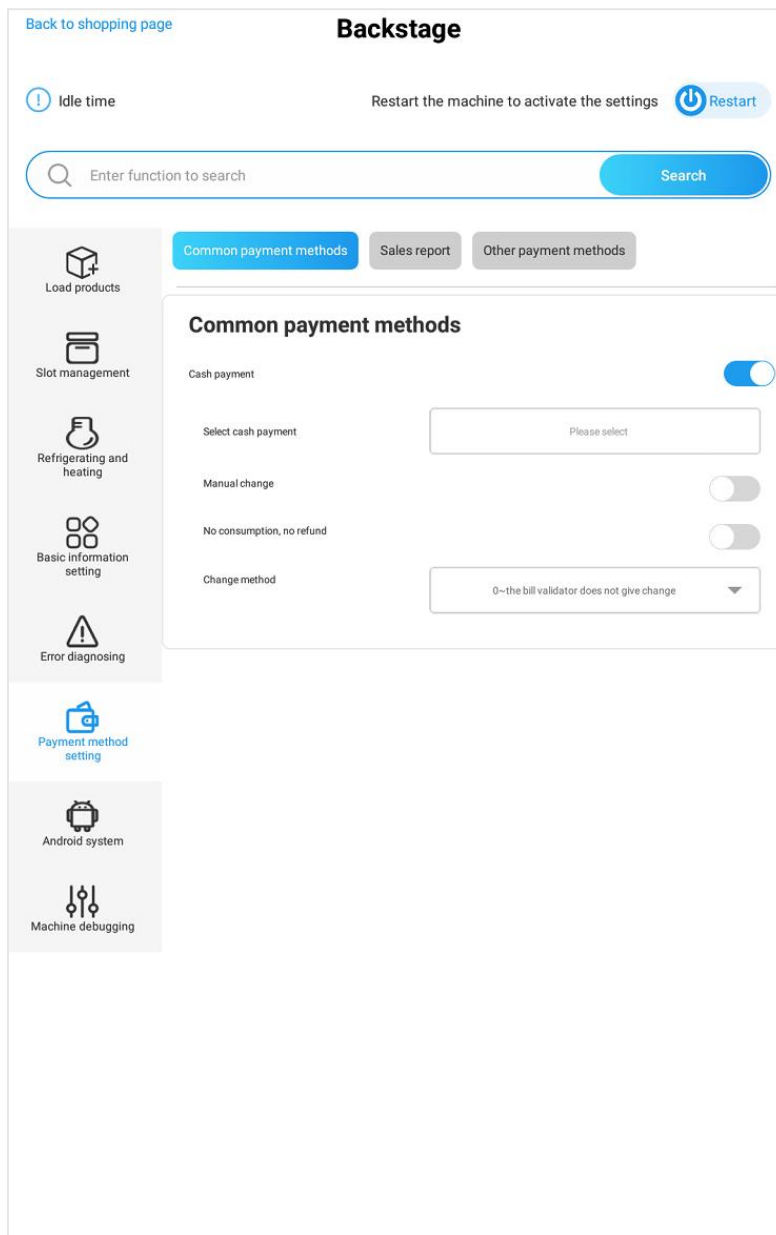 Back to shopping page
Backstage
Idle time
Restart the machine to activate the settings
Restart
Enter function to search
Search
Load products
Slot management
Refrigerating and
heating
Basic information
setting
Error diagnosing
Payment method
setting
Android system
Machine debugging
Common payment methods
Sales report
Other payment methods
Common payment methods
Cash payment
Select cash payment
Please select
Manual change
No consumption, no refund
Change method
0~the bill validator does not give change